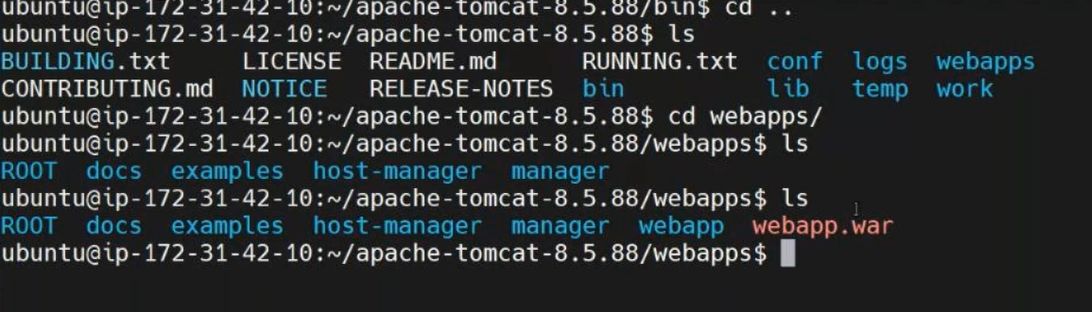 ubuntu@ip-172-31-42-10:~/apache-tomcat-8.5.88/bin$ cd ..
ubuntu@ip-172-31-42-10:~/apache-tomcat-8.5.88$ ls
BUILDING.txt LICENSE README.md RUNNING.txt conf logs webapps
CONTRIBUTING.md NOTICE RELEASE-NOTES bin lib temp work
ubuntu@ip-172-31-42-10:~/apache-tomcat-8.5.88$ cd webapps/
ubuntu@ip-172-31-42-10:~/apache-tomcat-8.5.88/webapps$ ls
ROOT docs examples host-manager manager
ubuntu@ip-172-31-42-10:~/apache-tomcat-8.5.88/webapps$ ls
ROOT docs examples host-manager manager webapp webapp.war
ubuntu@ip-172-31-42-10:~/apache-tomcat-8.5.88/webapps$